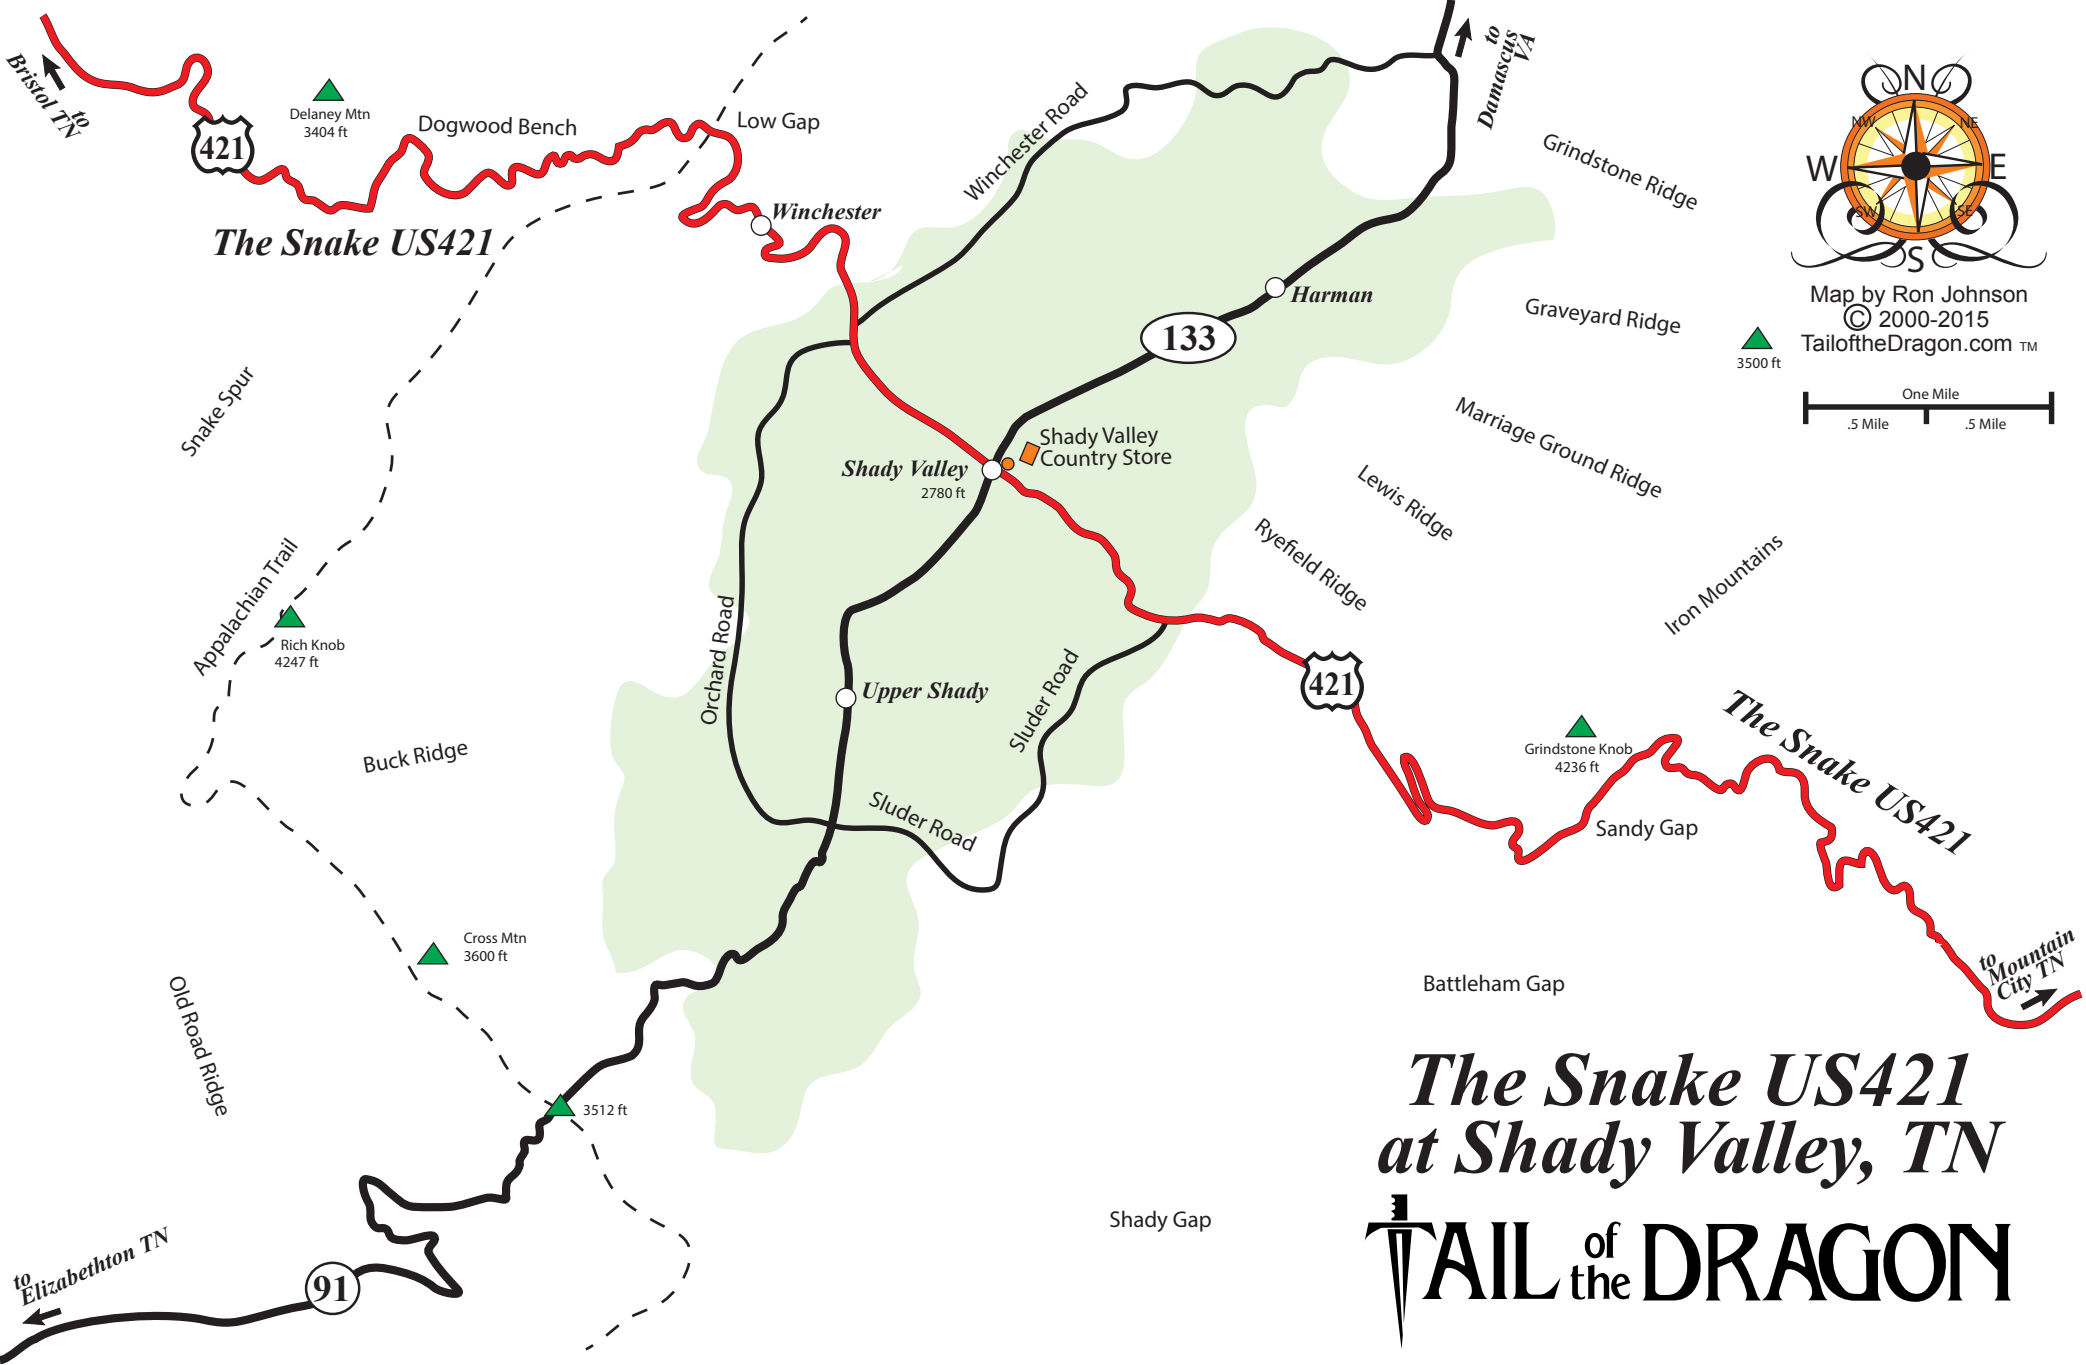 to
Bristol TN
421
Delaney Mtn
3404 ft
Dogwood Bench
Low Gap
The Snake US421
Winchester
Winchester Road
to
Damascus
VA
Grindstone Ridge
N
NW
NE
W
E
SW
SE
S
Map by Ron Johnson
© 2000-2015
TailoftheDragon.com TM
Harman
133
Graveyard Ridge
3500 ft
One Mile
.5 Mile
.5 Mile
Snake Spur
Marriage Ground Ridge
Shady Valley
Country Store
Shady Valley
2780 ft
Lewis Ridge
Ryefield Ridge
Iron Mountains
Appalachian Trail
Rich Knob
4247 ft
Orchard Road
Upper Shady
Sluder Road
421
Buck Ridge
Grindstone Knob
4236 ft
The Snake US421
Sluder Road
Sandy Gap
Cross Mtn
3600 ft
Old Road Ridge
Battleham Gap
to
Mountain
City TN
3512 ft
The Snake US421
at Shady Valley, TN
Shady Gap
TAIL of the DRAGON
to
Elizabethton TN
91